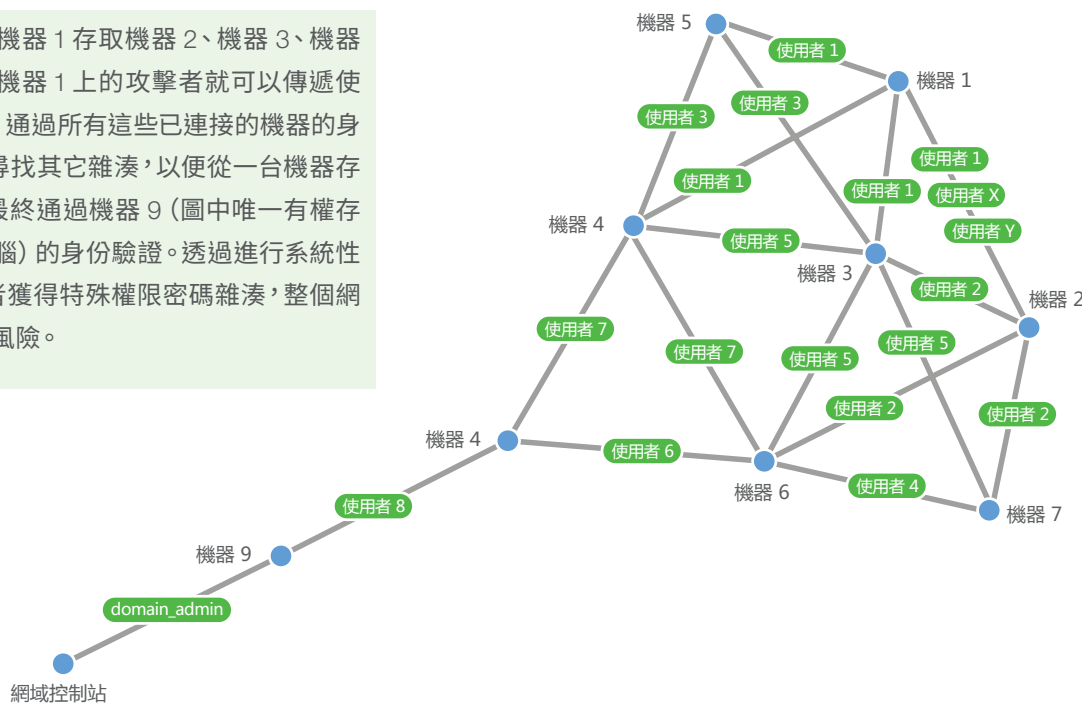 機器 1 存取機器 2、機器 3、機器
機器 1 上的攻擊者就可以傳遞使
，通過所有這些已連接的機器的身
尋找其它雜湊，以便從一台機器存
最終通過機器 9（圖中唯一有權存
腦）的身份驗證。透過進行系統性
者獲得特殊權限密碼雜湊，整個網
風險。
機器 5
使用者 1
機器 1
使用者 3
使用者 3
使用者 1
使用者 1
使用者 1
使用者 X
使用者 Y
機器 4
使用者 5
機器 3
使用者 2
機器 2
使用者 7
使用者 7
使用者 5
使用者 5
使用者 2
使用者 2
機器 4
使用者 6
機器 6
使用者 4
機器 7
使用者 8
機器 9
domain_admin
網域控制站